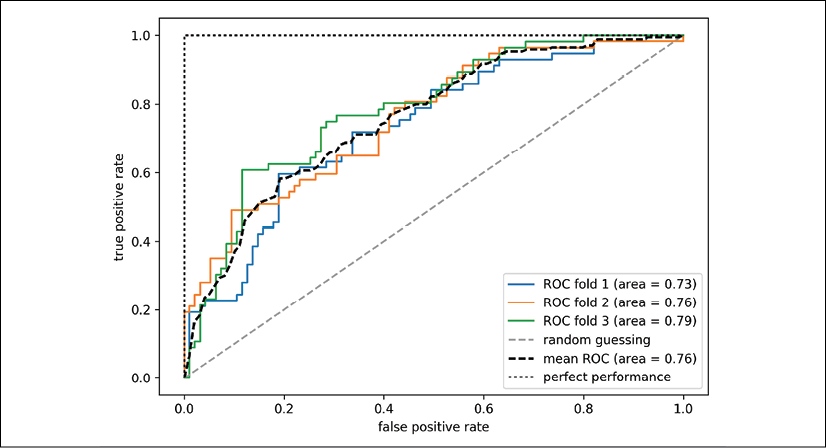 1.0
0.8
0.6
0.4
0.2
0.0
true positive rate
ROC fold 1 (area = 0.73)
ROC fold 2 (area = 0.76)
ROC fold 3 (area = 0.79)
random guessing
mean ROC (area = 0.76)
perfect performance
0.0 0.2 0.4 0.6 0.8 1.0
false positive rate